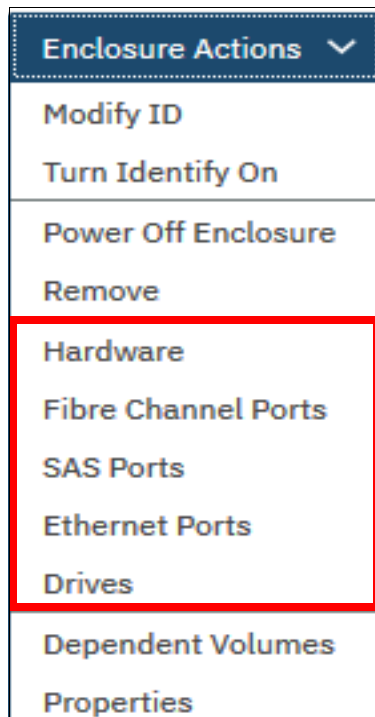 Enclosure Actions
Modify ID
Turn Identify On
Power Off Enclosure
Remove
Hardware
Fibre Channel Ports
SAS Ports
Ethernet Ports
Drives
Dependent Volumes
Properties